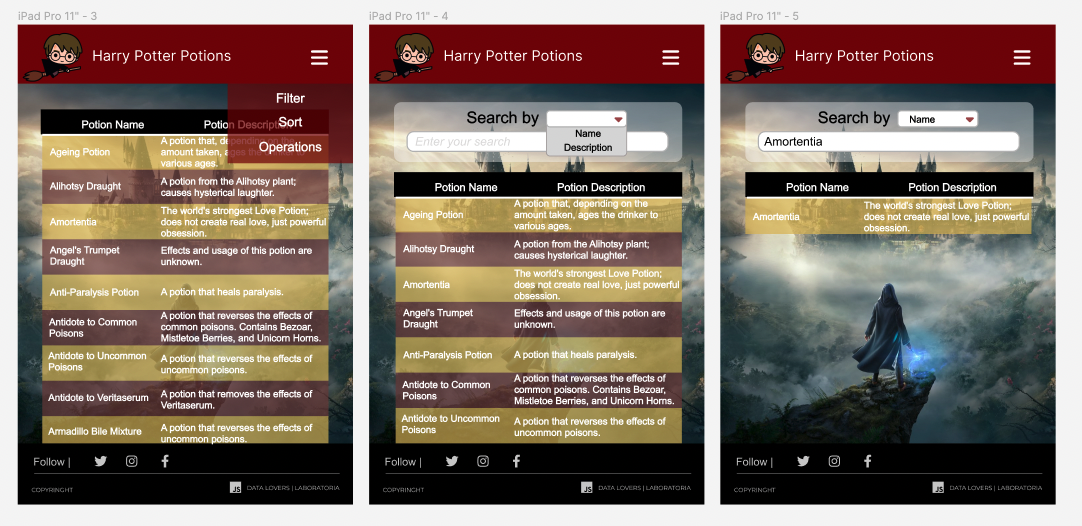 iPad Pro 11" - 3
Harry Potter Potions
Filter
Sort
Operations
Potion Name Potion Description
Ageing Potion
A potion that, depending on the
amount taken, ages the drinker to
various ages.
Alihotsy Draught
A potion from the Alihotsy plant;
causes hysterical laughter.
Amortentia
The world's strongest Love Potion;
does not create real love, just powerful
obsession.
Angel's Trumpet
Draught
Effects and usage of this potion are
unknown.
Anti-Paralysis Potion
A potion that heals paralysis.
Antidote to Common
Poisons
A potion that reverses the effects of
common poisons. Contains Bezoar,
Mistletoe Berries, and Unicorn Horns.
Antidote to Uncommon
Poisons
A potion that reverses the effects of
uncommon poisons.
Antidote to Veritaserum
A potion that removes the effects of
Veritaserum.
Armadillo Bile Mixture
A potion that reverses the effects of
uncommon poisons.
Follow |
COPYRINGHT
JS DATA LOVERS | LABORATORIA
iPad Pro 11" - 4
Harry Potter Potions
Search by
Name
Description
Enter your search
Potion Name Potion Description
Ageing Potion
A potion that, depending on the
amount taken, ages the drinker to
various ages.
Alihotsy Draught
A potion from the Alihotsy plant;
causes hysterical laughter.
Amortentia
The world's strongest Love Potion;
does not create real love, just powerful
obsession.
Angel's Trumpet
Draught
Effects and usage of this potion are
unknown.
Anti-Paralysis Potion
A potion that heals paralysis.
Antidote to Common
Poisons
A potion that reverses the effects of
common poisons. Contains Bezoar,
Mistletoe Berries, and Unicorn Horns.
Antidote to Uncommon
Poisons
A potion that reverses the effects of
uncommon poisons.
Follow |
COPYRINGHT
JS DATA LOVERS | LABORATORIA
iPad Pro 11" - 5
Harry Potter Potions
Search by Name
Amortentia
Potion Name Potion Description
Amortentia
The world's strongest Love Potion;
does not create real love, just powerful
obsession.
Follow |
COPYRINGHT
JS DATA LOVERS | LABORATORIA